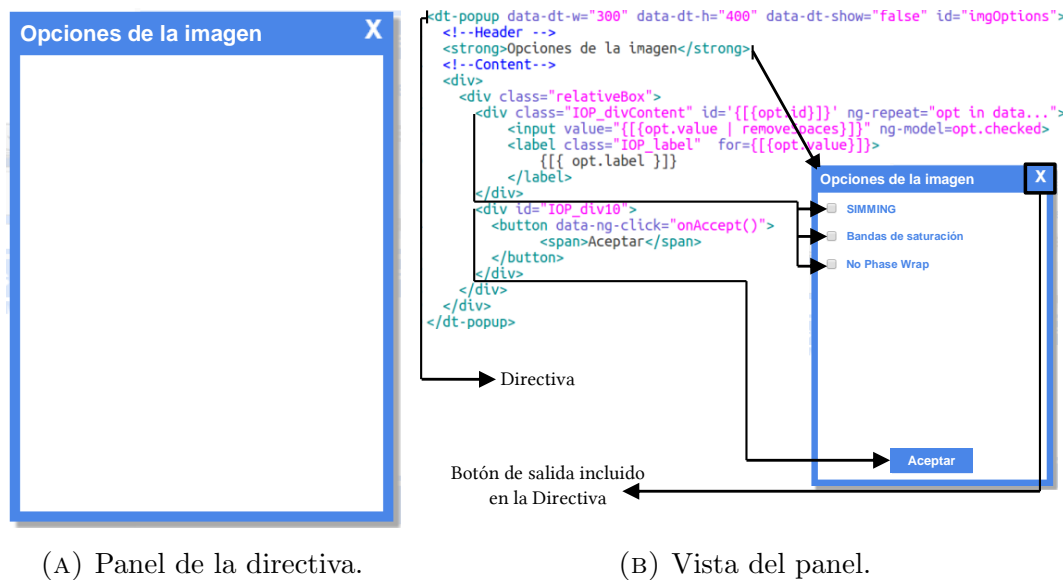 Opciones de la imagen X
<dt-popup data-dt-w="300" data-dt-h="400" data-dt-show="false" id="imgOptions">
<!--Header -->
<strong>Opciones de la imagen</strong>
<!--Content-->
<div>
<div class="relativeBox">
<div class="IOP_divContent" id='{[{opt.id}]}' ng-repeat="opt in data...">
<input value="{[{opt.value | removespaces}]}" ng-model=opt.checked>
<label class="IOP_label" for={[{opt.value}]}>
{[{ opt.label }]}
</label>
</div>
<div id="IOP_div10">
<button data-ng-click="onAccept()">
<span>Aceptar</span>
</button>
</div>
</div>
</div>
</dt-popup>
Opciones de la imagen X
SIMMING
Bandas de saturación
No Phase Wrap
Aceptar
Directiva
Botón de salida incluido
en la Directiva
(A) Panel de la directiva.
(B) Vista del panel.